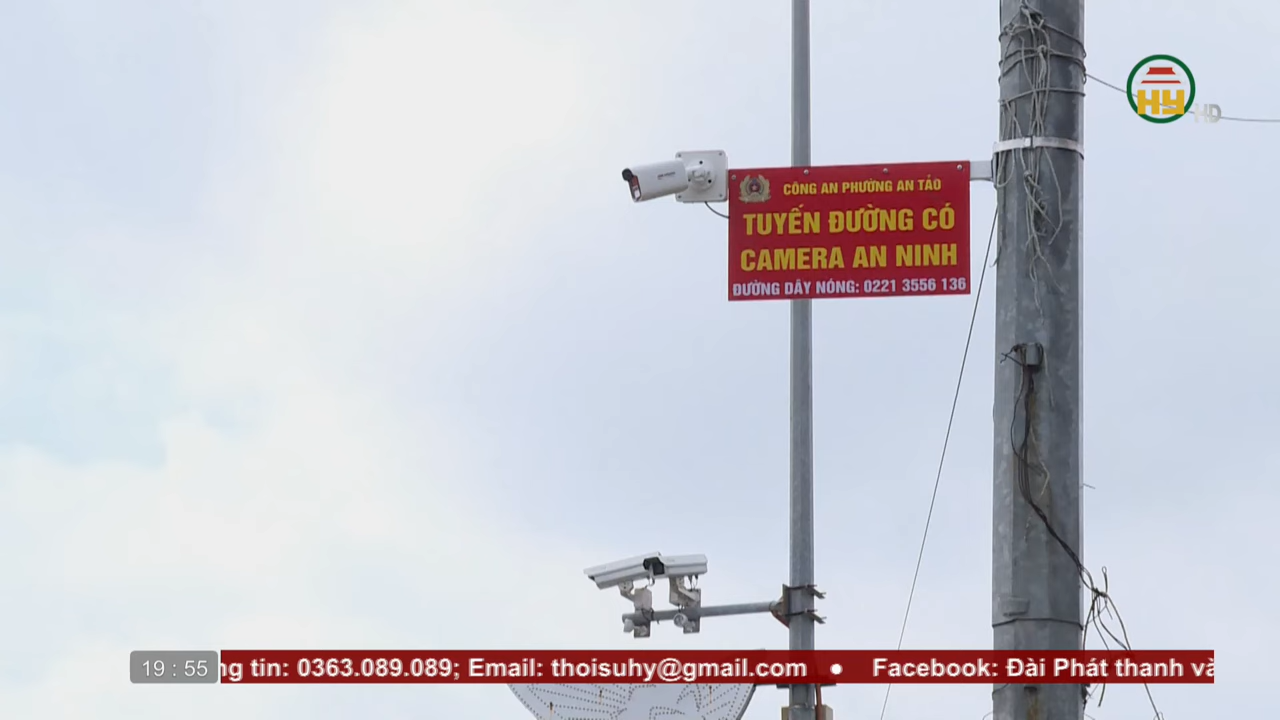 HY
HD
CÔNG AN PHƯỜNG AN TẢO
TUYẾN ĐƯỜNG CÓ
CAMERA AN NINH
ĐƯỜNG DÂY NÓNG: 0221 3556 136
19 : 55
ng tin: 0363.089.089; Email: thoisuhy@gmail.com ● Facebook: Đài Phát thanh và